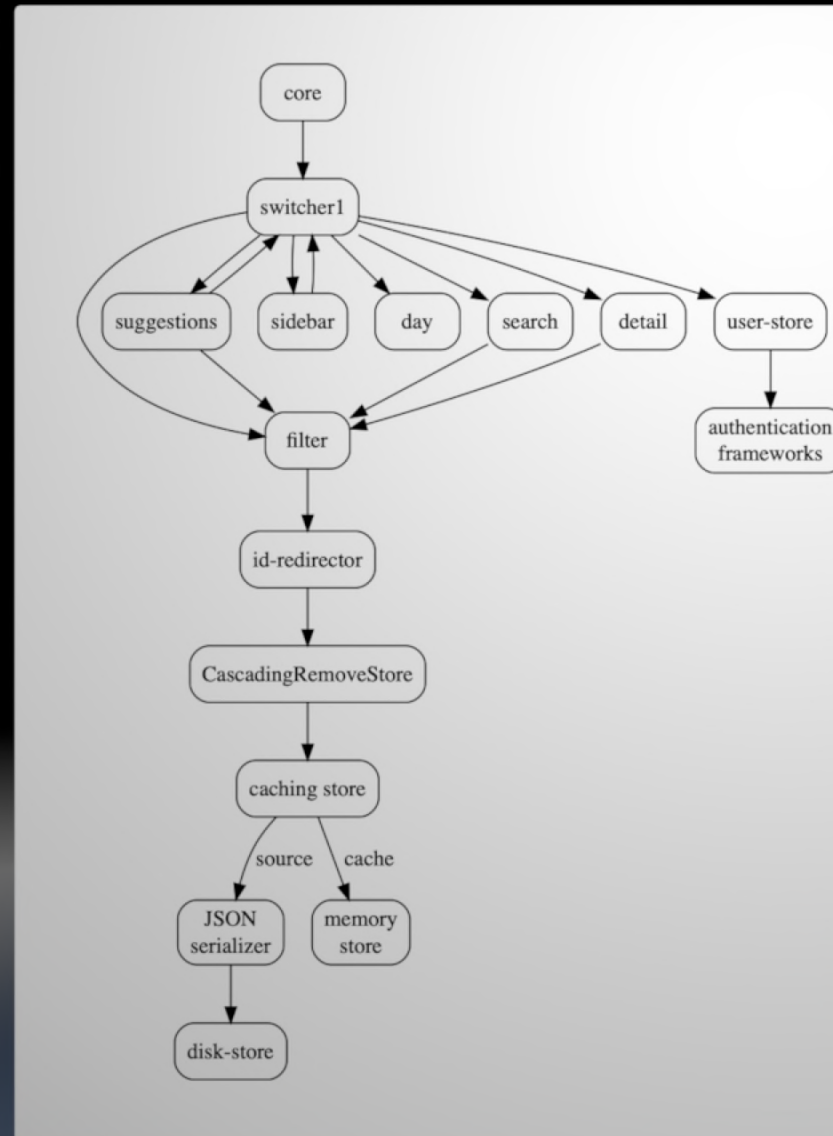 core
switcher1
suggestions
sidebar
day
search
detail
user-store
filter
authentication
frameworks
id-redirector
CascadingRemoveStore
caching store
source
cache
JSON
serializer
memory
store
disk-store